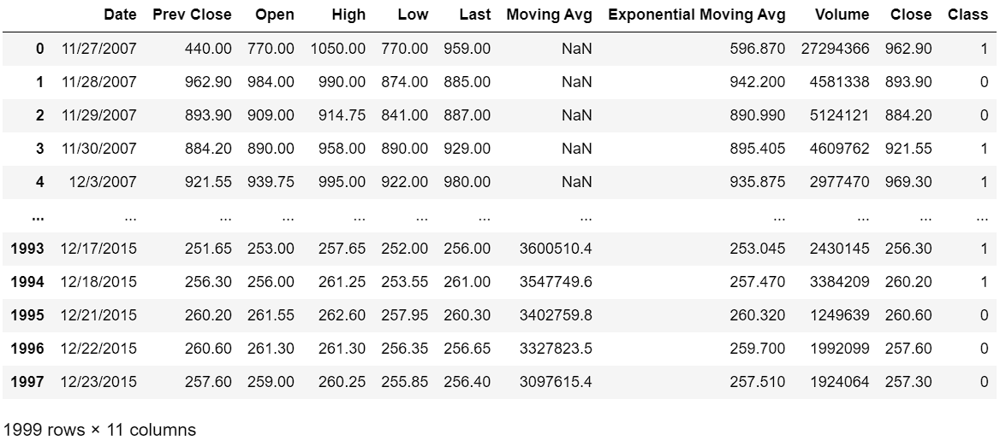 Date Prev Close Open High Low Last Moving Avg Exponential Moving Avg Volume Close Class
0 11/27/2007 440.00 770.00 1050.00 770.00 959.00 NaN 596.870 27294366 962.90 1
1 11/28/2007 962.90 984.00 990.00 874.00 885.00 NaN 942.200 4581338 893.90 0
2 11/29/2007 893.90 909.00 914.75 841.00 887.00 NaN 890.990 5124121 884.20 0
3 11/30/2007 884.20 890.00 958.00 890.00 929.00 NaN 895.405 4609762 921.55 1
4 12/3/2007 921.55 939.75 995.00 922.00 980.00 NaN 935.875 2977470 969.30 1
... ... ... ... ... ... ... ... ... ... ... ...
1993 12/17/2015 251.65 253.00 257.65 252.00 256.00 3600510.4 253.045 2430145 256.30 1
1994 12/18/2015 256.30 256.00 261.25 253.55 261.00 3547749.6 257.470 3384209 260.20 1
1995 12/21/2015 260.20 261.55 262.60 257.95 260.30 3402759.8 260.320 1249639 260.60 0
1996 12/22/2015 260.60 261.30 261.30 256.35 256.65 3327823.5 259.700 1992099 257.60 0
1997 12/23/2015 257.60 259.00 260.25 255.85 256.40 3097615.4 257.510 1924064 257.30 0
1999 rows × 11 columns